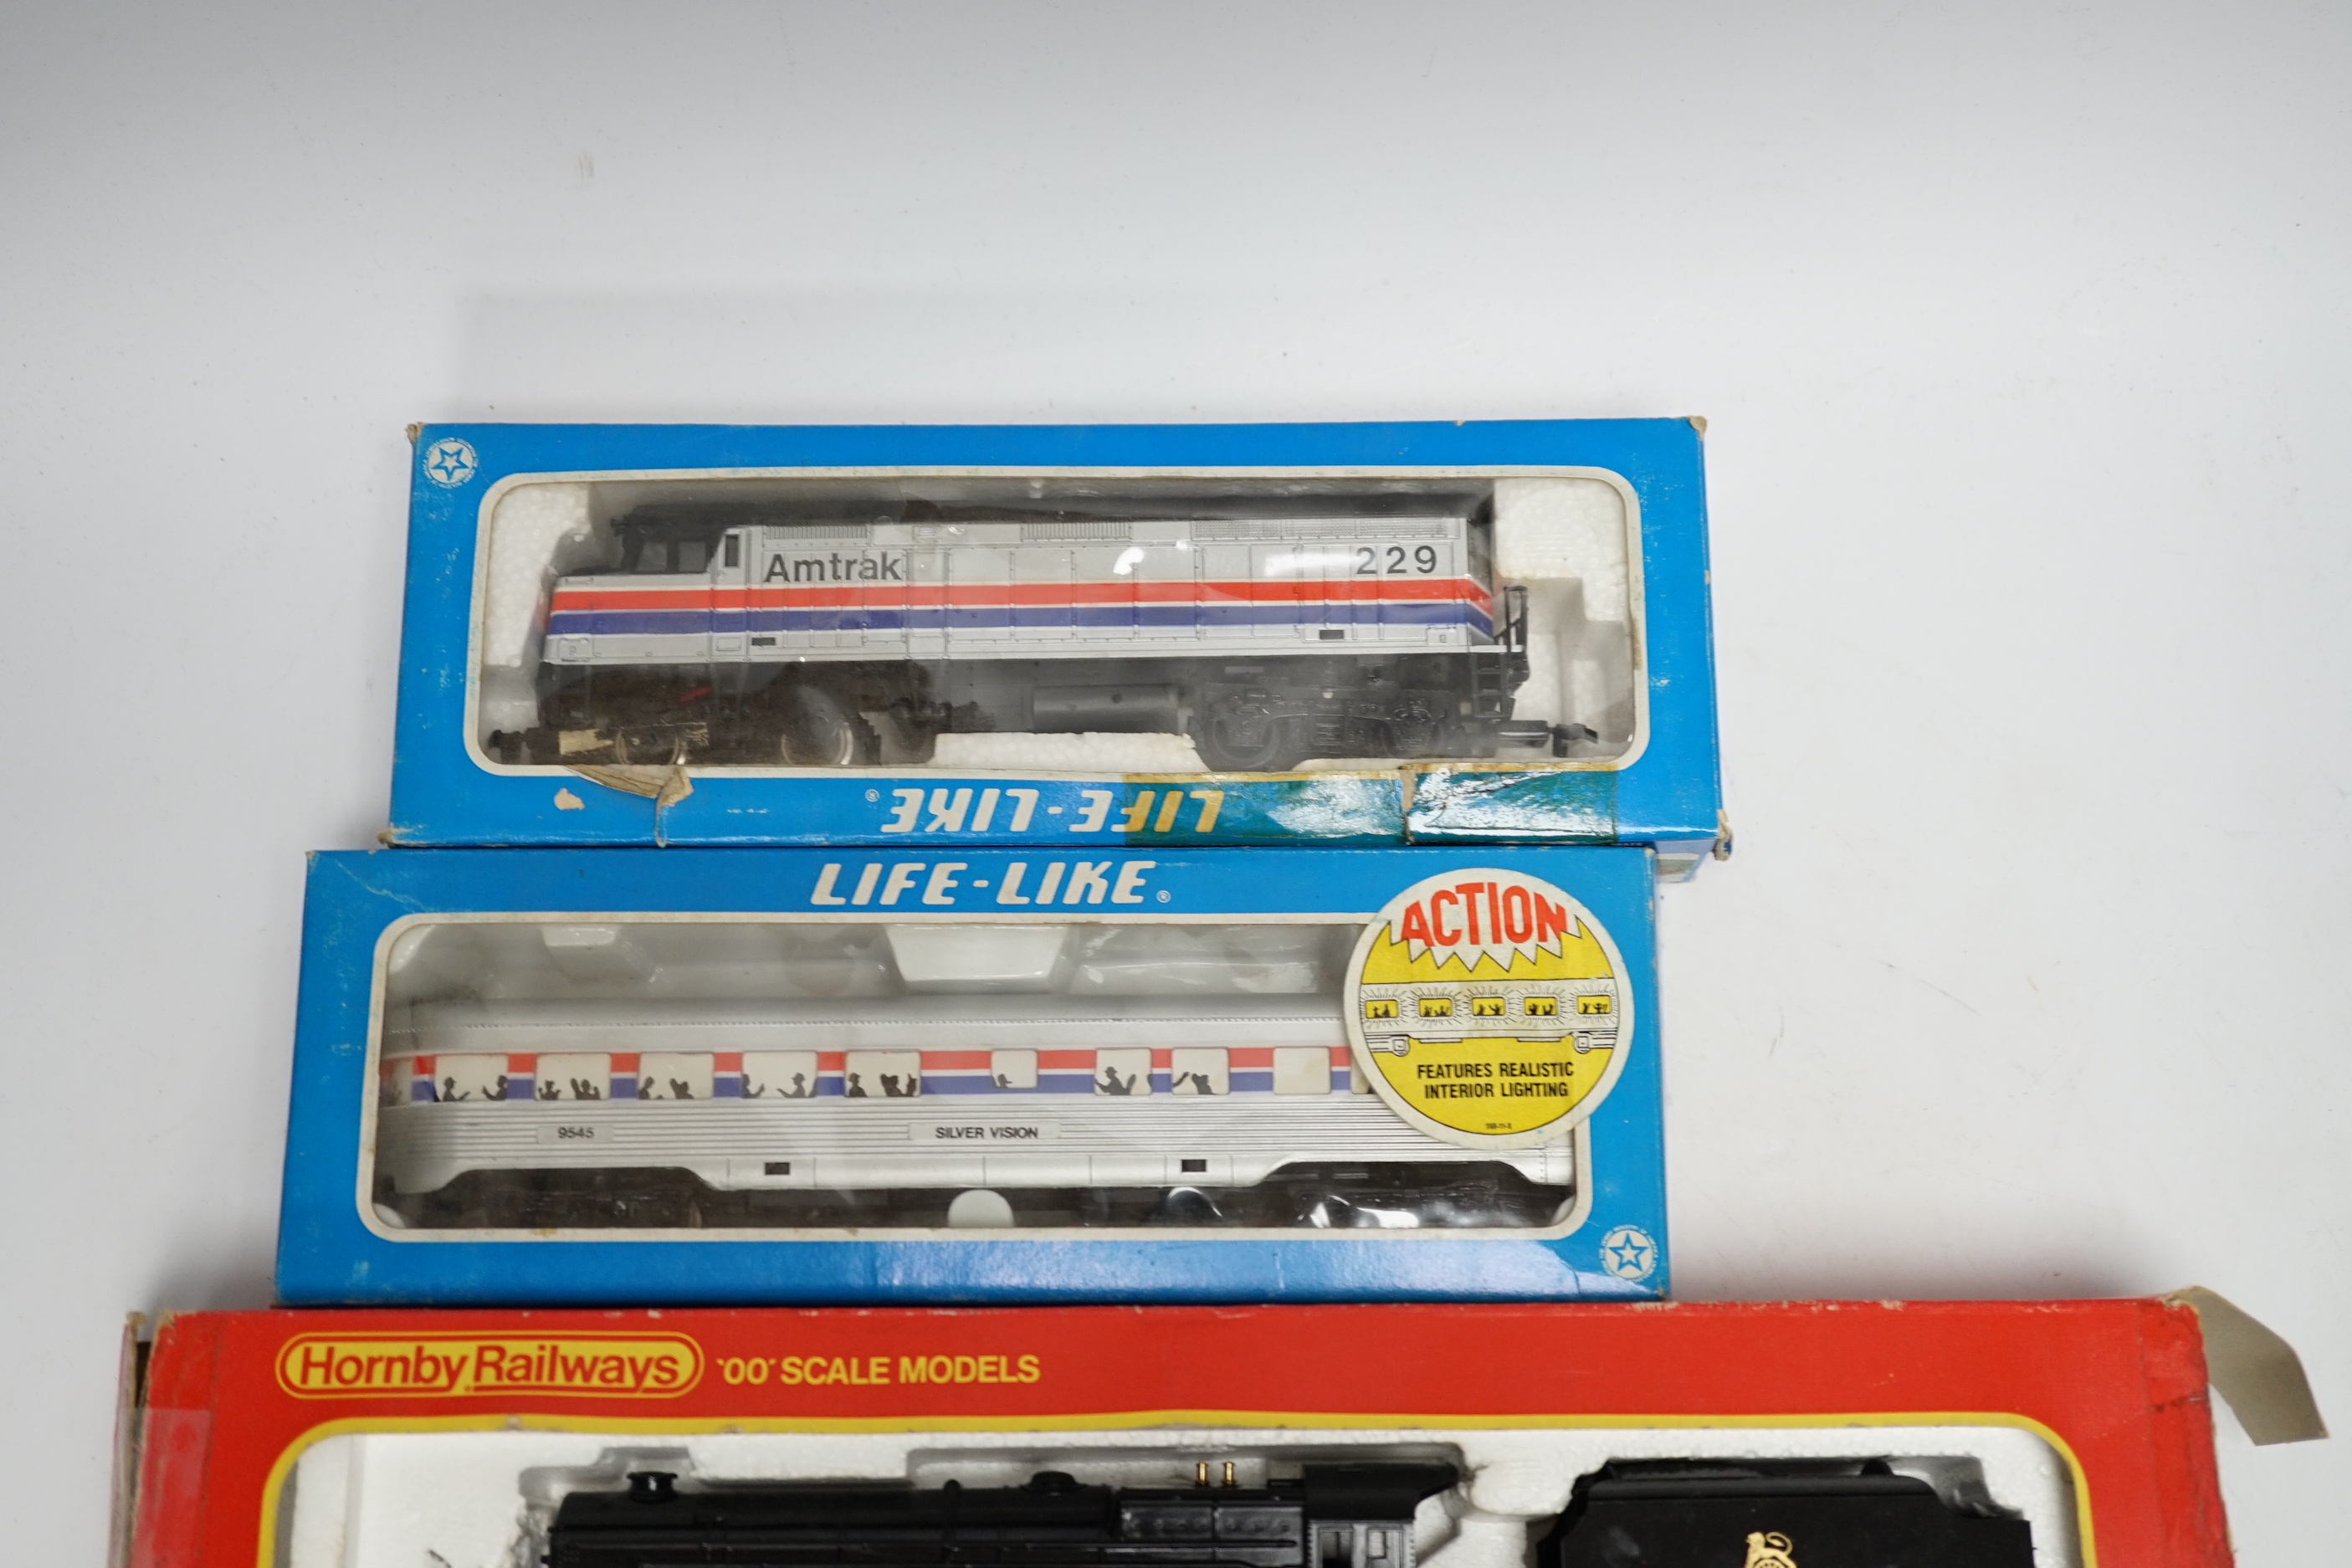 Amtrak 229
LIFE-LIKE®
LIFE-LIKE®
ACTION
FEATURES REALISTIC
INTERIOR LIGHTING
9545 SILVER VISION
Hornby Railways '00' SCALE MODELS